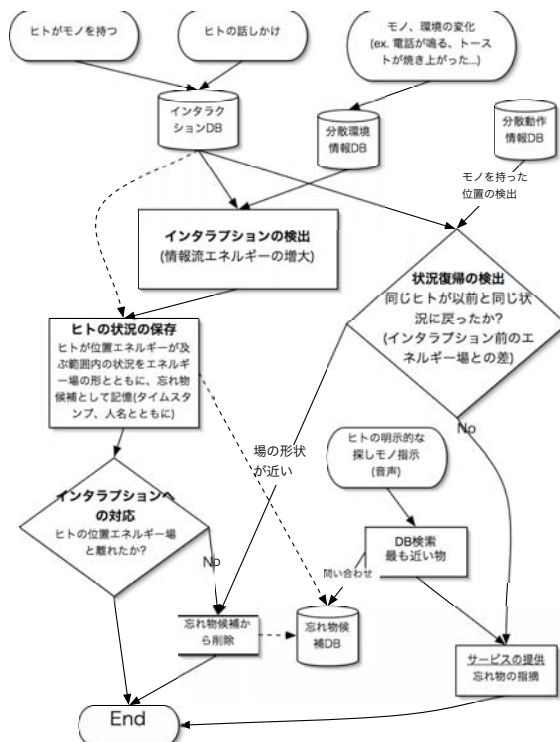 ヒトがモノを持つ
ヒトの話しかけ
モノ、環境の変化
(ex. 電話が鳴る、トース
トが焼き上がった...)
インタラク
ションDB
分散環境
情報DB
分散動作
情報DB
モノを持った
位置の検出
インタラプションの検出
(情報流エネルギーの増大)
状況復帰の検出
同じヒトが以前と同じ状
況に戻ったか?
(インタラプション前のエ
ネルギー場との差)
ヒトの状況の保存
ヒトが位置エネルギーが及
ぶ範囲内の状況をエネルギ
ー場の形とともに、忘れ物
候補として記憶(タイムスタ
ンプ、人名とともに)
No
場の形状
が近い
ヒトの明示的な
探しモノ指示
(音声)
インタラプションへ
の対応
ヒトの位置エネルギー場
と離れたか?
No
DB検索
最も近い物
問い合わせ
忘れ物候補か
ら削除
忘れ物候
補DB
サービスの提供
忘れ物の指摘
End